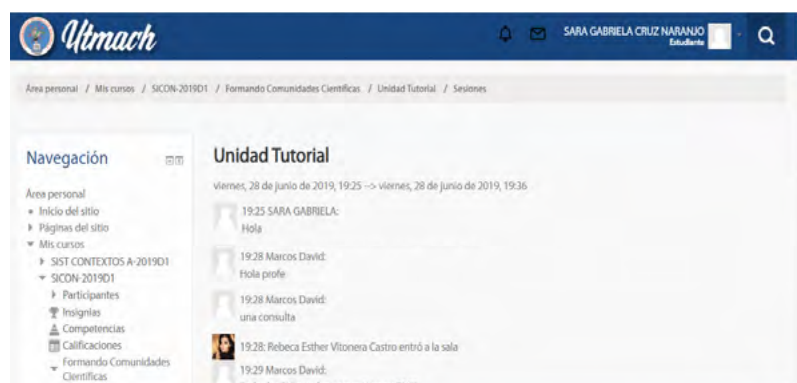 Utmach
SARA GABRIELA CRUZ NARANJO
Estudiante
Área personal / Mis cursos / SICON-2019D1 / Formando Comunidades Científicas / Unidad Tutorial / Sesiones
Navegación
Área personal
Inicio del sitio
Páginas del sitio
Mis cursos
SIST CONTEXTOS A-2019D1
SICON-2019D1
Participantes
Insignias
Competencias
Calificaciones
Formando Comunidades
Científicas
Unidad Tutorial
viernes, 28 de junio de 2019, 19:25 --> viernes, 28 de junio de 2019, 19:36
19:25 SARA GABRIELA:
Hola
19:28 Marcos David:
Hola profe
19:28 Marcos David:
una consulta
19:28: Rebeca Esther Vitonera Castro entró a la sala
19:29 Marcos David: